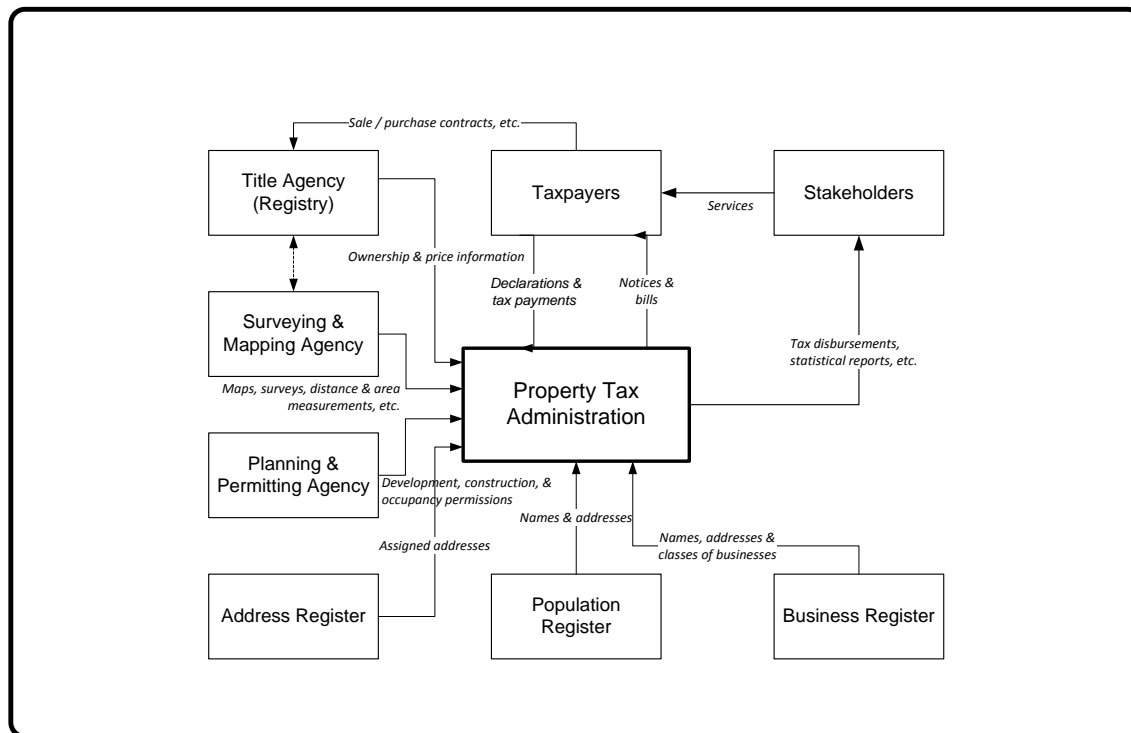 Sale / purchase contracts, etc.
Title Agency
(Registry)
Taxpayers
Services
Stakeholders
Ownership & price information
Declarations &
tax payments
Notices &
bills
Surveying &
Mapping Agency
Tax disbursements,
statistical reports, etc.
Maps, surveys, distance & area
measurements, etc.
Property Tax
Administration
Planning &
Permitting Agency
Development, construction, &
occupancy permissions
Names & addresses
Assigned addresses
Names, addresses &
classes of businesses
Address Register
Population
Register
Business Register